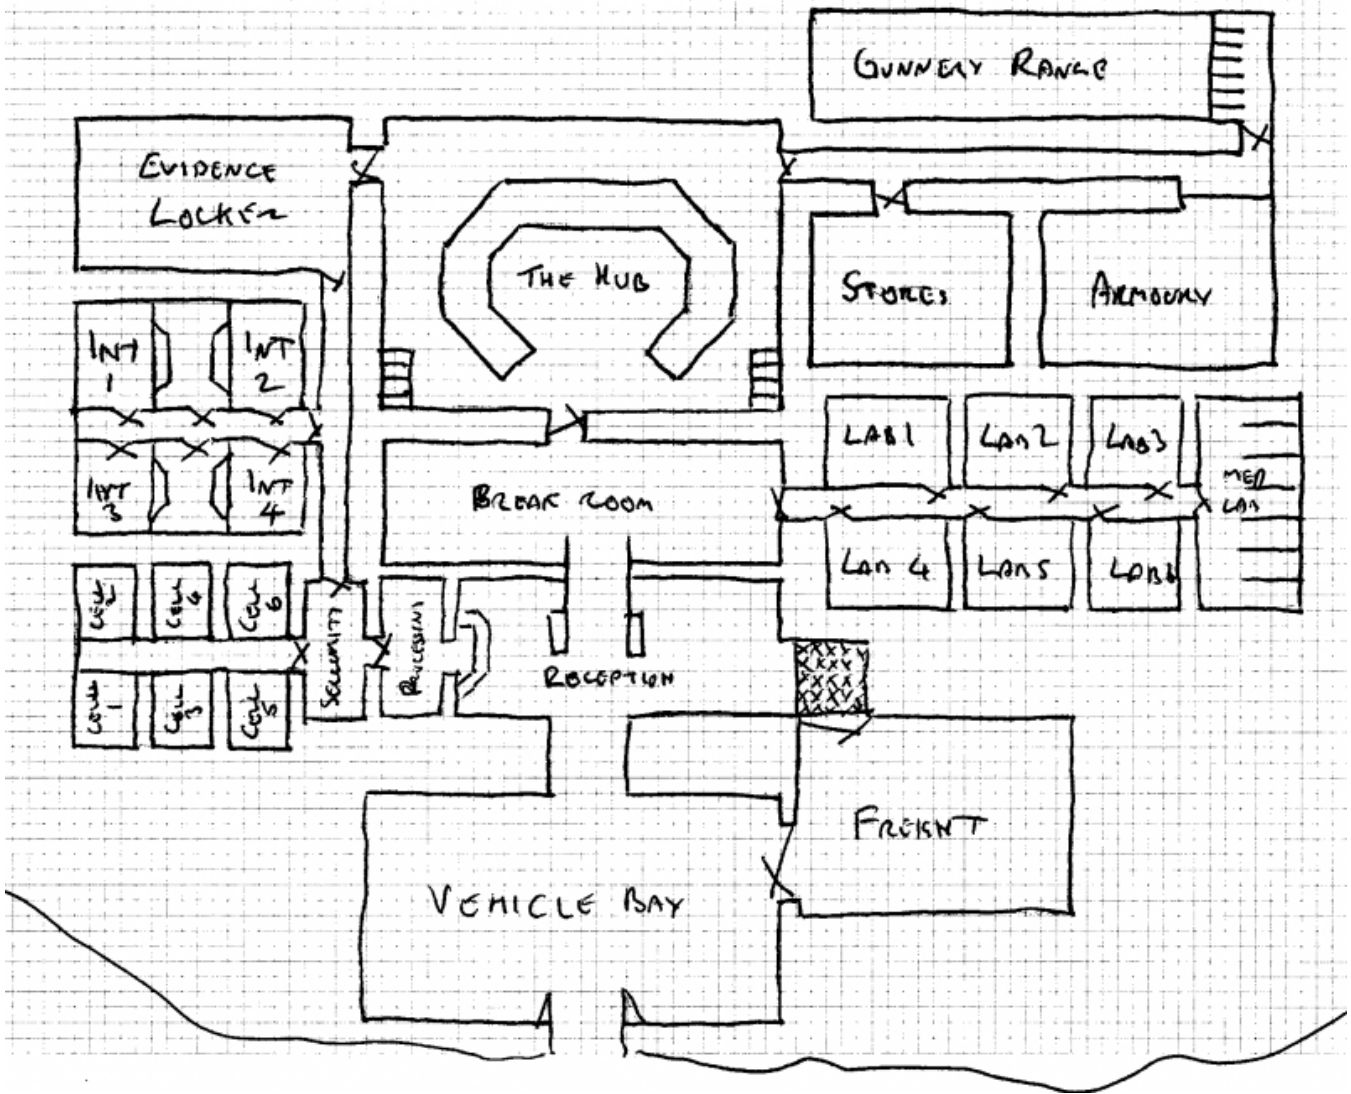 GUNNERY RANGE
EVIDENCE
LOCKER
THE HUB
STORES
ARMOURY
INT
1
INT
2
INT
3
INT
4
LAB1
LAB2
LAB3
MED
LAB
BREAK ROOM
LAB 4
LAB5
LAB6
CELL
2
CELL
4
CELL
6
SECURITY
PROCESSING
RECEPTION
CELL
1
CELL
3
CELL
5
FREIGHT
VEHICLE BAY